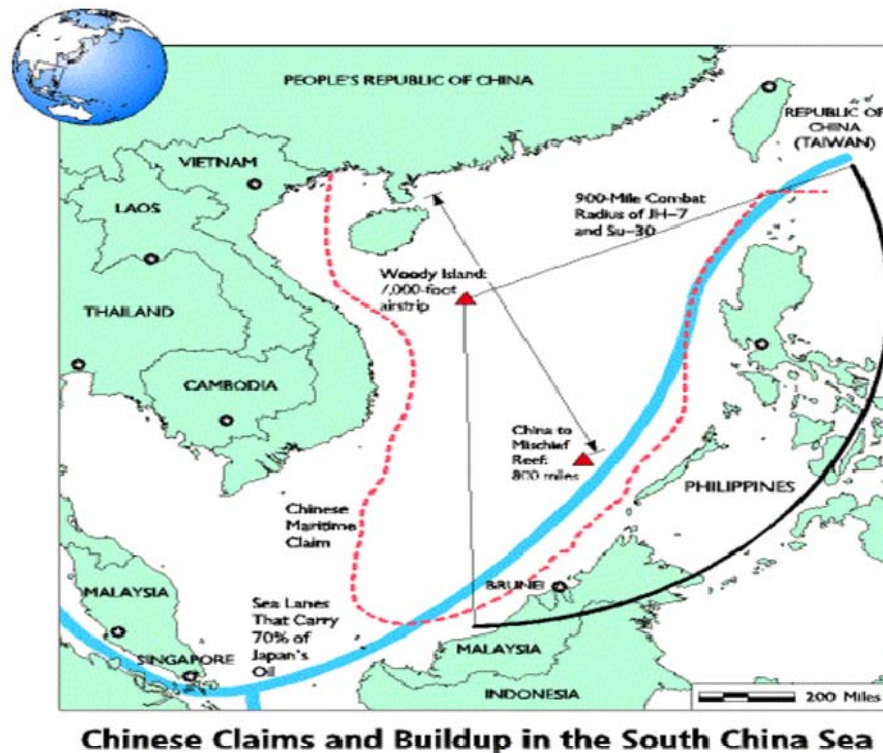 PEOPLE'S REPUBLIC OF CHINA
REPUBLIC OF
CHINA
(TAIWAN)
VIETNAM
LAOS
900-Mile Combat
Radius of JH-7
and Su-30
Woody Island:
7,000-foot
airstrip
THAILAND
CAMBODIA
China to
Mischief
Reef:
800 miles
PHILIPPINES
Chinese
Maritime
Claim
BRUNEI
MALAYSIA
Sea Lanes
That Carry
70% of
Japan's
Oil
SINGAPORE
MALAYSIA
INDONESIA
200 Miles
Chinese Claims and Buildup in the South China Sea